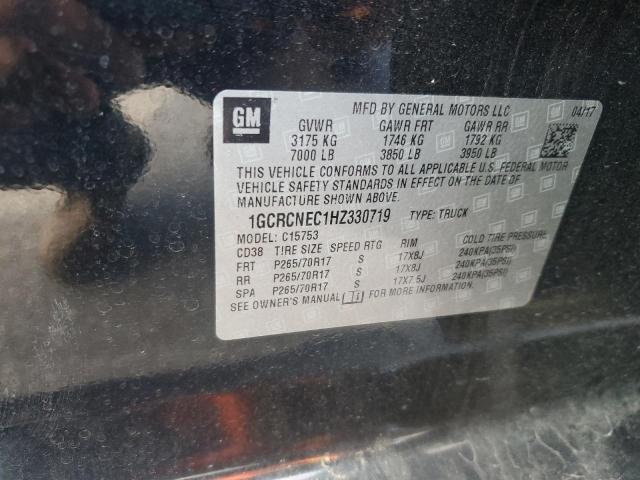 GM
MFD BY GENERAL MOTORS LLC 04/17
GVWR GAWR FRT GAWR RR
3175 KG 1746 KG 1792 KG
7000 LB 3850 LB 3950 LB
THIS VEHICLE CONFORMS TO ALL APPLICABLE U.S. FEDERAL MOTOR
VEHICLE SAFETY STANDARDS IN EFFECT ON THE DATE OF
MANUFACTURE SHOWN ABOVE.
1GCRCNEC1HZ330719 TYPE: TRUCK
MODEL: C15753
CD38 TIRE SIZE SPEED RTG RIM COLD TIRE PRESSURE
FRT P265/70R17 S 17X8J 240KPA(35PSI)
RR P265/70R17 S 17X8J 240KPA(35PSI)
SPA P265/70R17 S 17X7.5J 240KPA(35PSI)
SEE OWNER'S MANUAL FOR MORE INFORMATION.